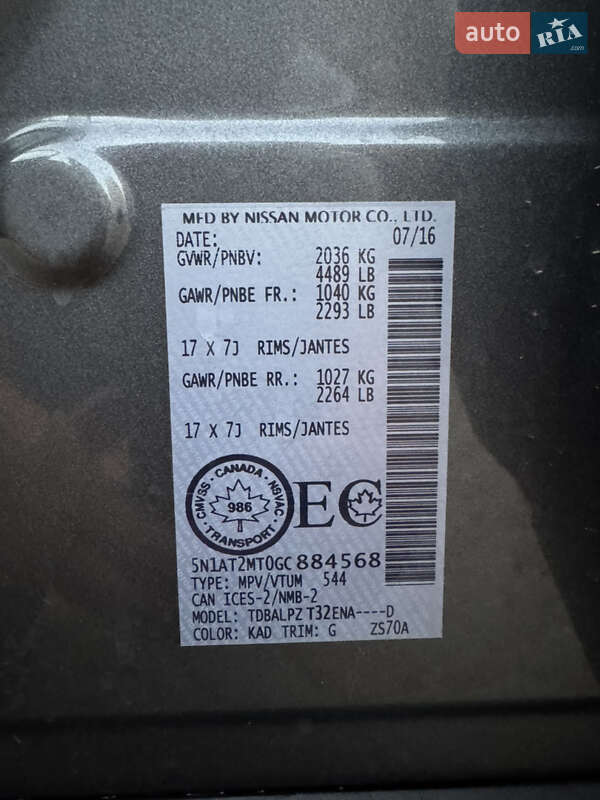 auto RIA .com
MFD BY NISSAN MOTOR CO., LTD.
DATE: 07/16
GVWR/PNBV: 2036 KG
4489 LB
GAWR/PNBE FR.: 1040 KG
2293 LB
17 X 7J RIMS/JANTES
GAWR/PNBE RR.: 1027 KG
2264 LB
17 X 7J RIMS/JANTES
CMVSS · CANADA · NSVAC · TRANSPORT ·
986
EC
5N1AT2MT0GC884568
TYPE: MPV/VTUM 544
CAN ICES-2/NMB-2
MODEL: TDBALPZ T32ENA----D
COLOR: KAD TRIM: G ZS70A